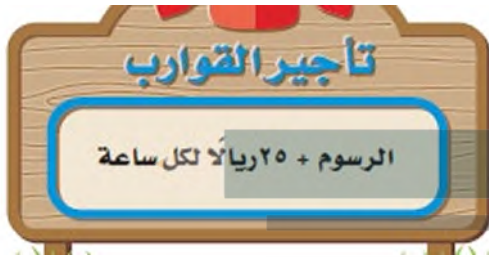 تأجير القوارب
الرسوم + ٢٥ ريالًا لكل ساعة